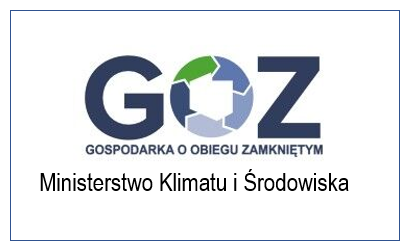 GOZ
GOSPODARKA O OBIEGU ZAMKNIĘTYM
Ministerstwo Klimatu i Środowiska